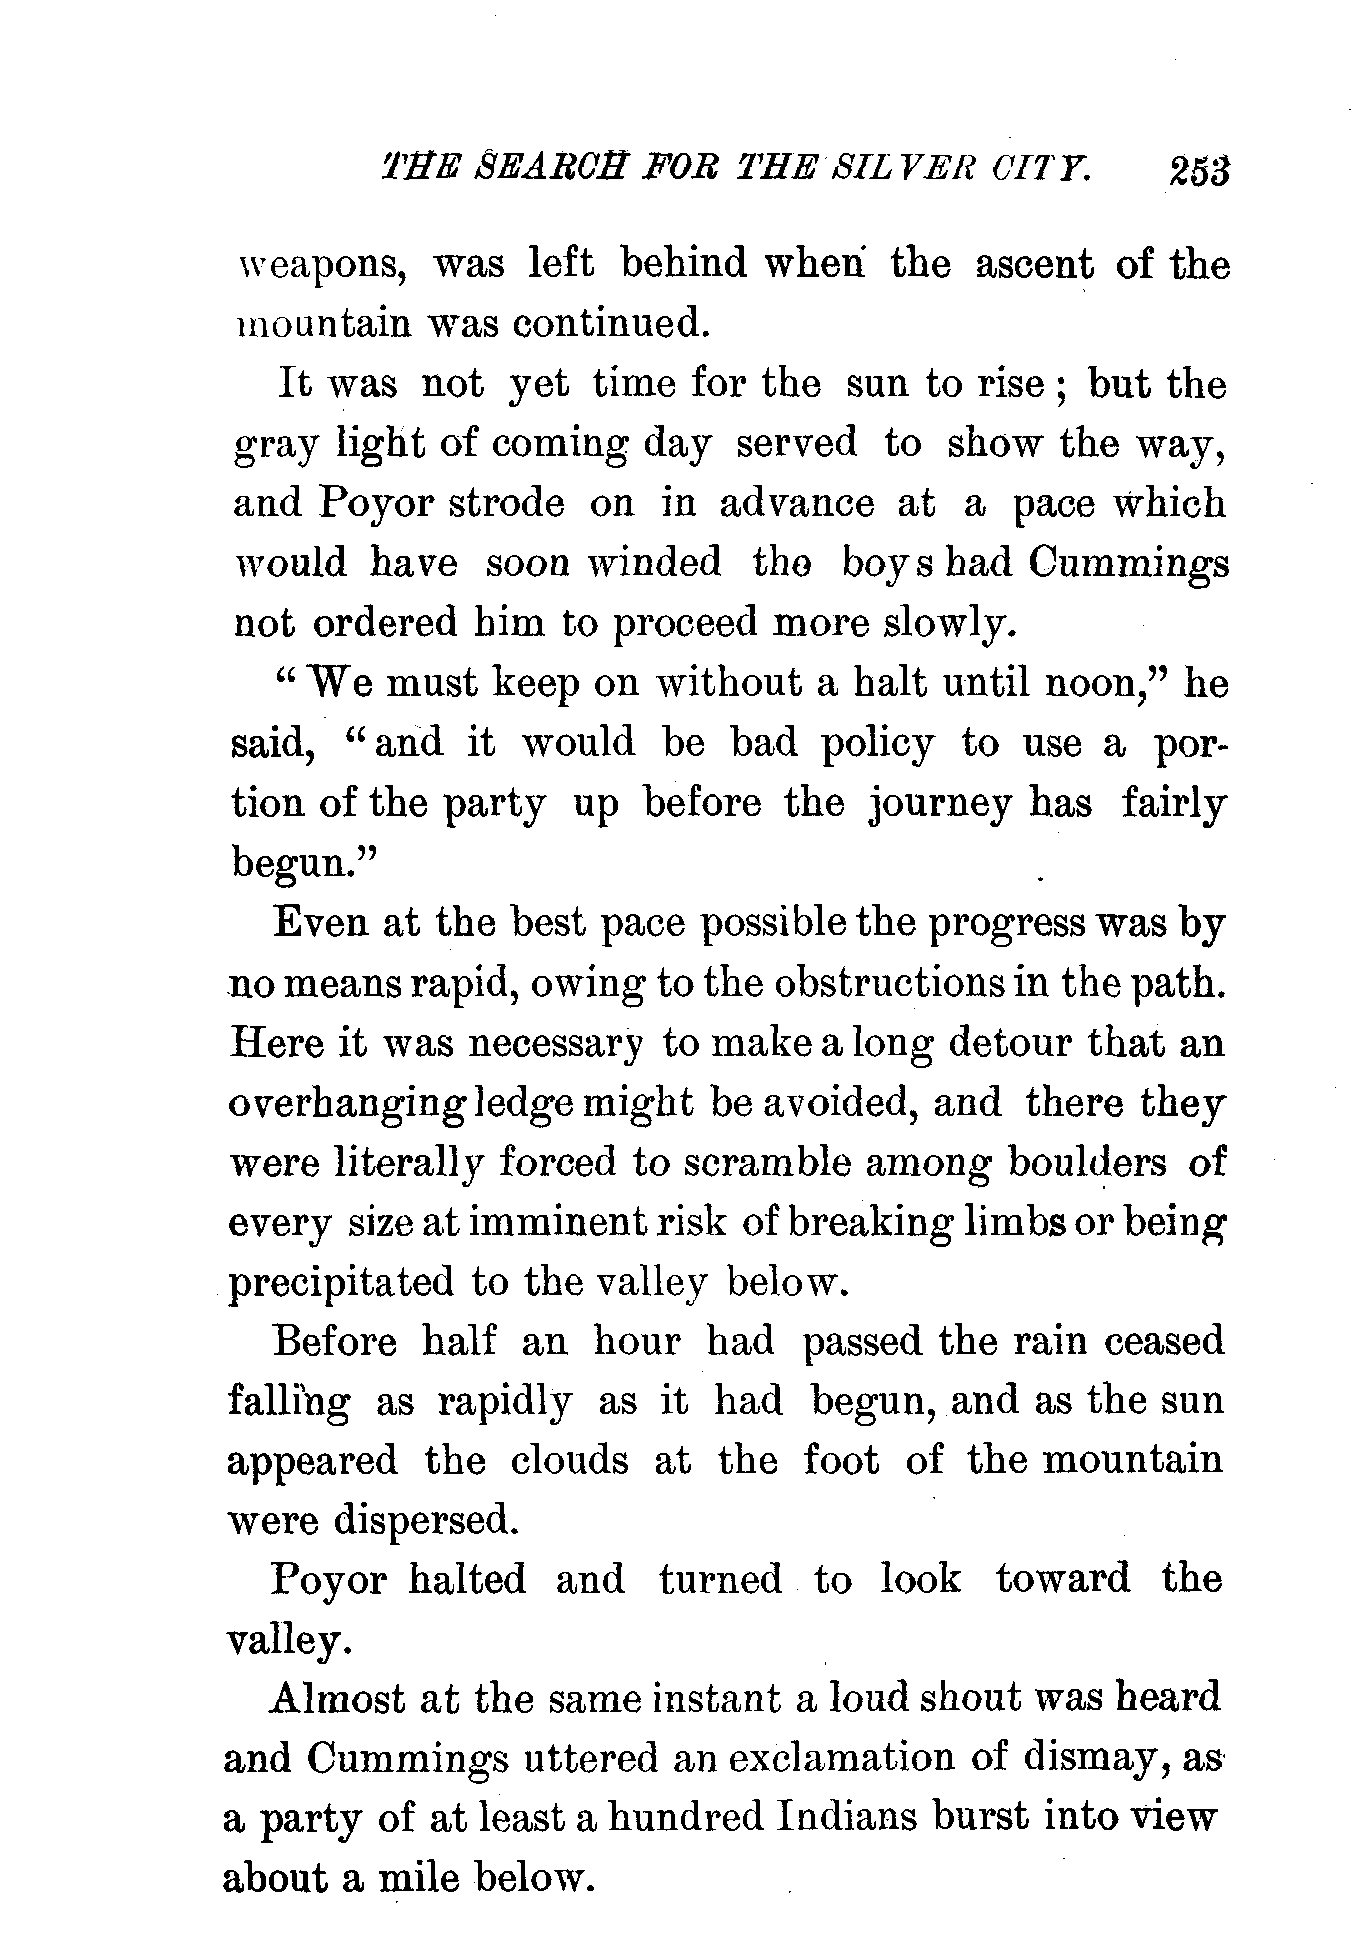 THE SEARCH FOR THE SILVER CITY. 253
weapons, was left behind when the ascent of the
mountain was continued.
It was not yet time for the sun to rise ; but the
gray light of coming day served to show the way,
and Poyor strode on in advance at a pace which
would have soon winded the boys had Cummings
not ordered him to proceed more slowly.
“ We must keep on without a halt until noon,” he
said, “ and it would be bad policy to use a por-
tion of the party up before the journey has fairly
begun.”
Even at the best pace possible the progress was by
no means rapid, owing to the obstructions in the path.
Here it was necessary to make a long detour that an
overhanging ledge might be avoided, and there they
were literally forced to scramble among boulders of
every size at imminent risk of breaking limbs or being
precipitated to the valley below.
Before half an hour had passed the rain ceased
falling as rapidly as it had begun, and as the sun
appeared the clouds at the foot of the mountain
were dispersed.
Poyor halted and turned to look toward the
valley.
Almost at the same instant a loud shout was heard
and Cummings uttered an exclamation of dismay, as
a party of at least a hundred Indians burst into view
about a mile below.